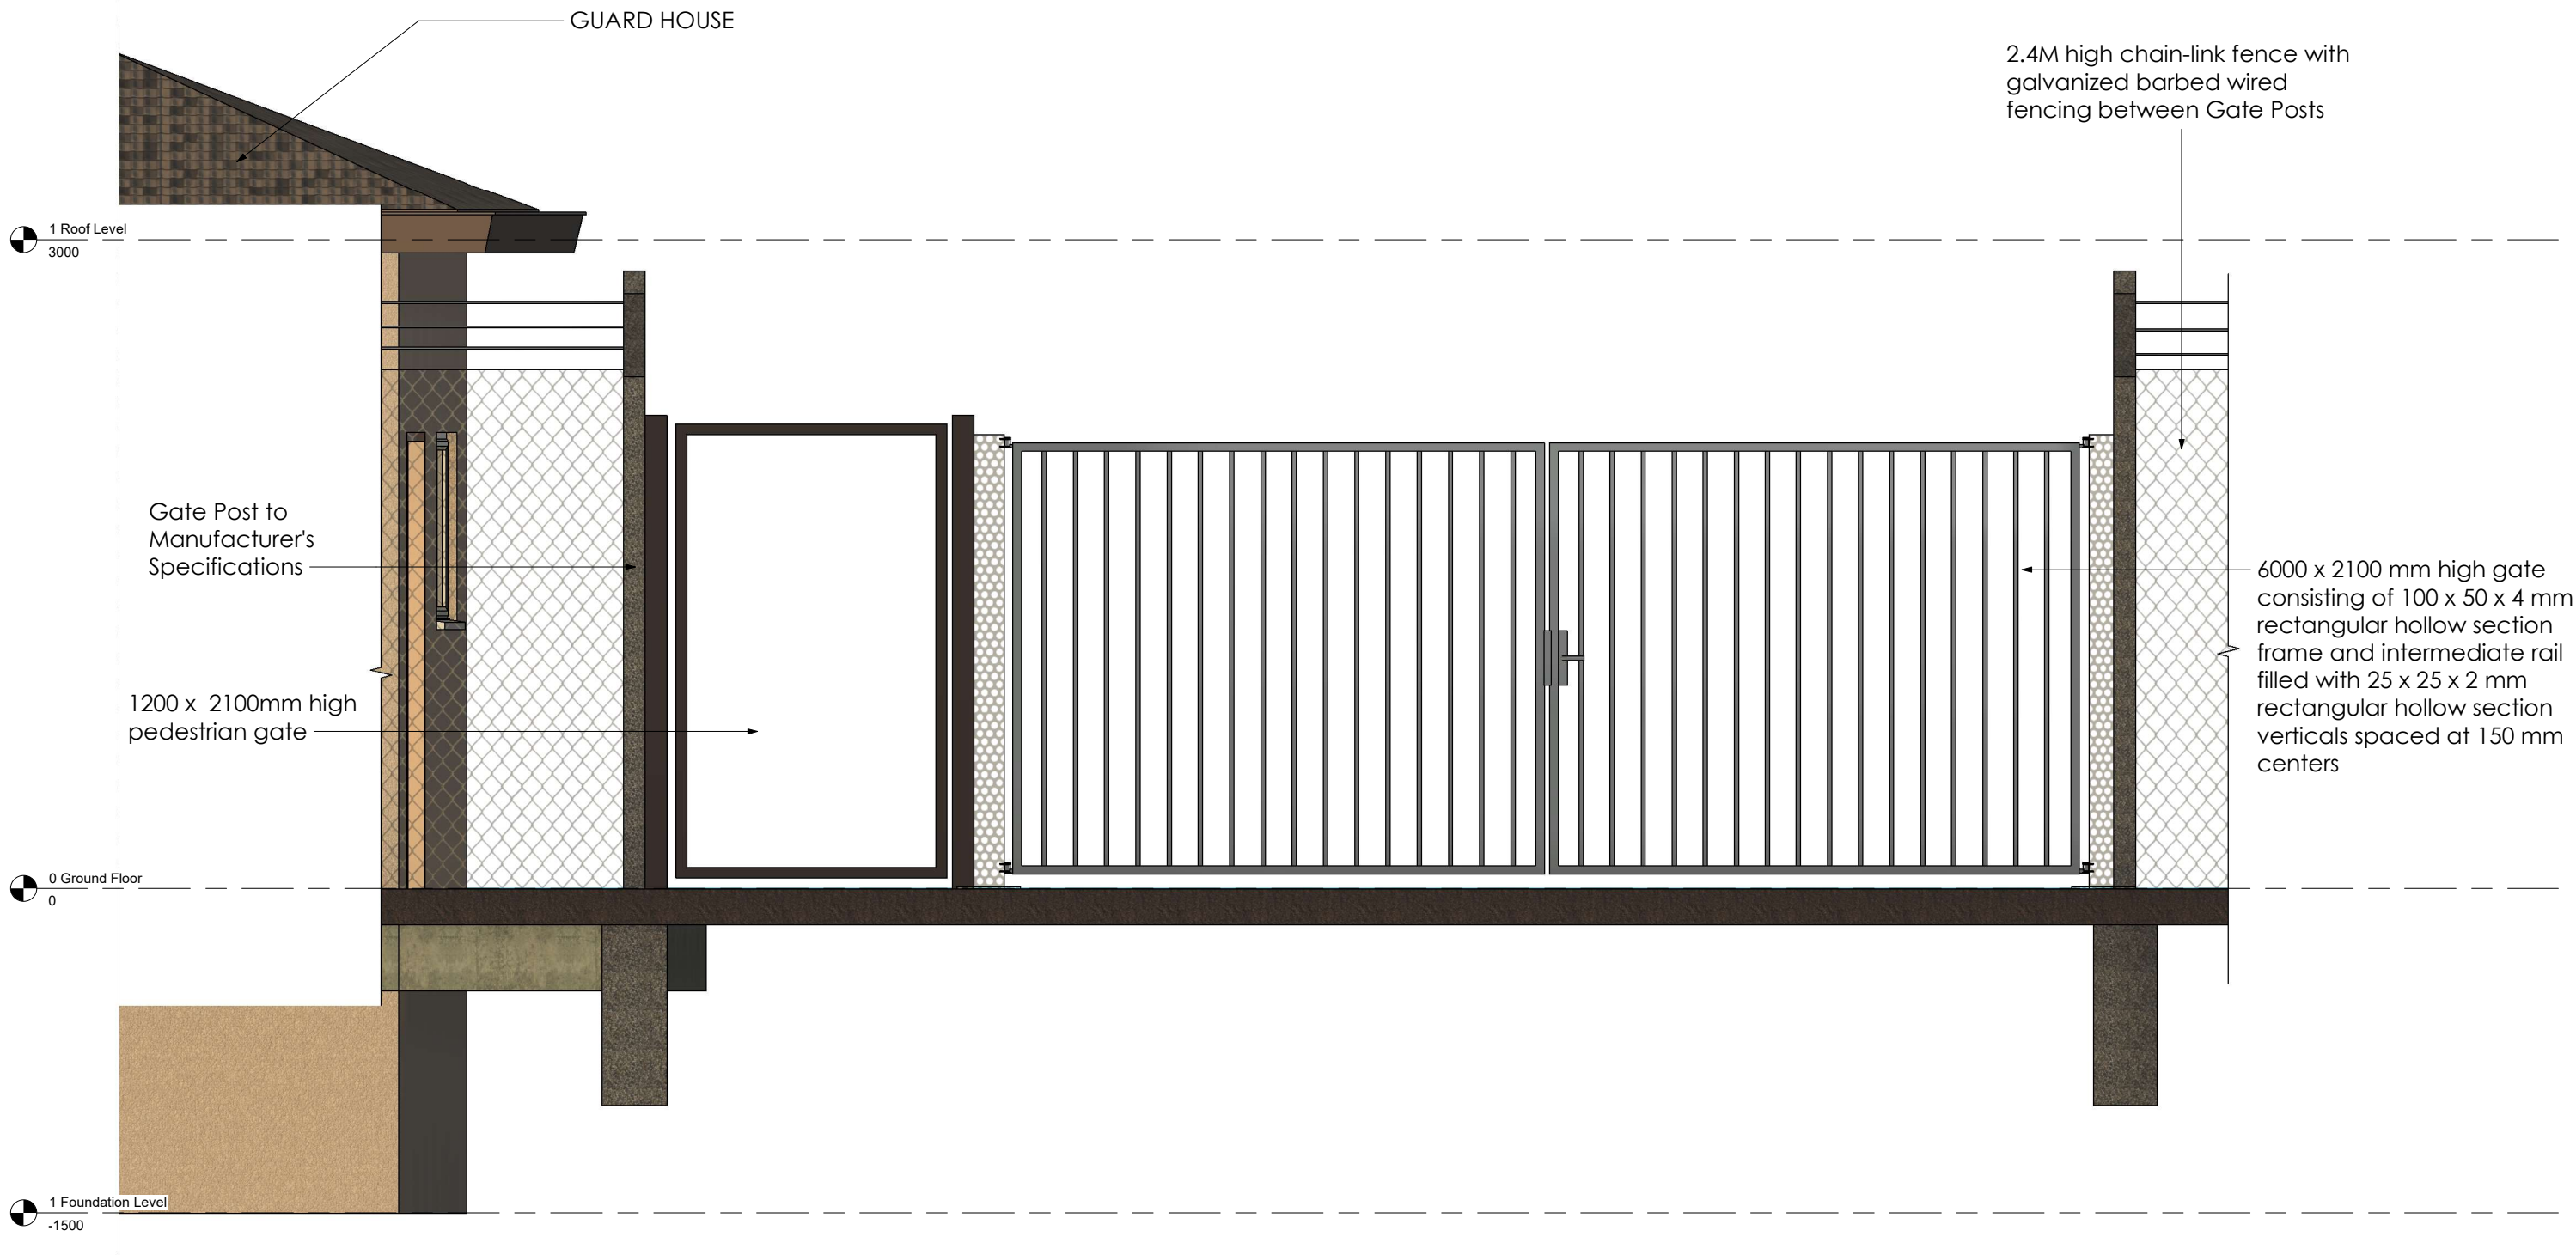 GUARD HOUSE
2.4M high chain-link fence with
galvanized barbed wired
fencing between Gate Posts
1 Roof Level
3000
Gate Post to
Manufacturer's
Specifications
1200 x  2100mm high
pedestrian gate
6000 x 2100 mm high gate
consisting of 100 x 50 x 4 mm
rectangular hollow section
frame and intermediate rail
filled with 25 x 25 x 2 mm
rectangular hollow section
verticals spaced at 150 mm
centers
0 Ground Floor
0
1 Foundation Level
-1500